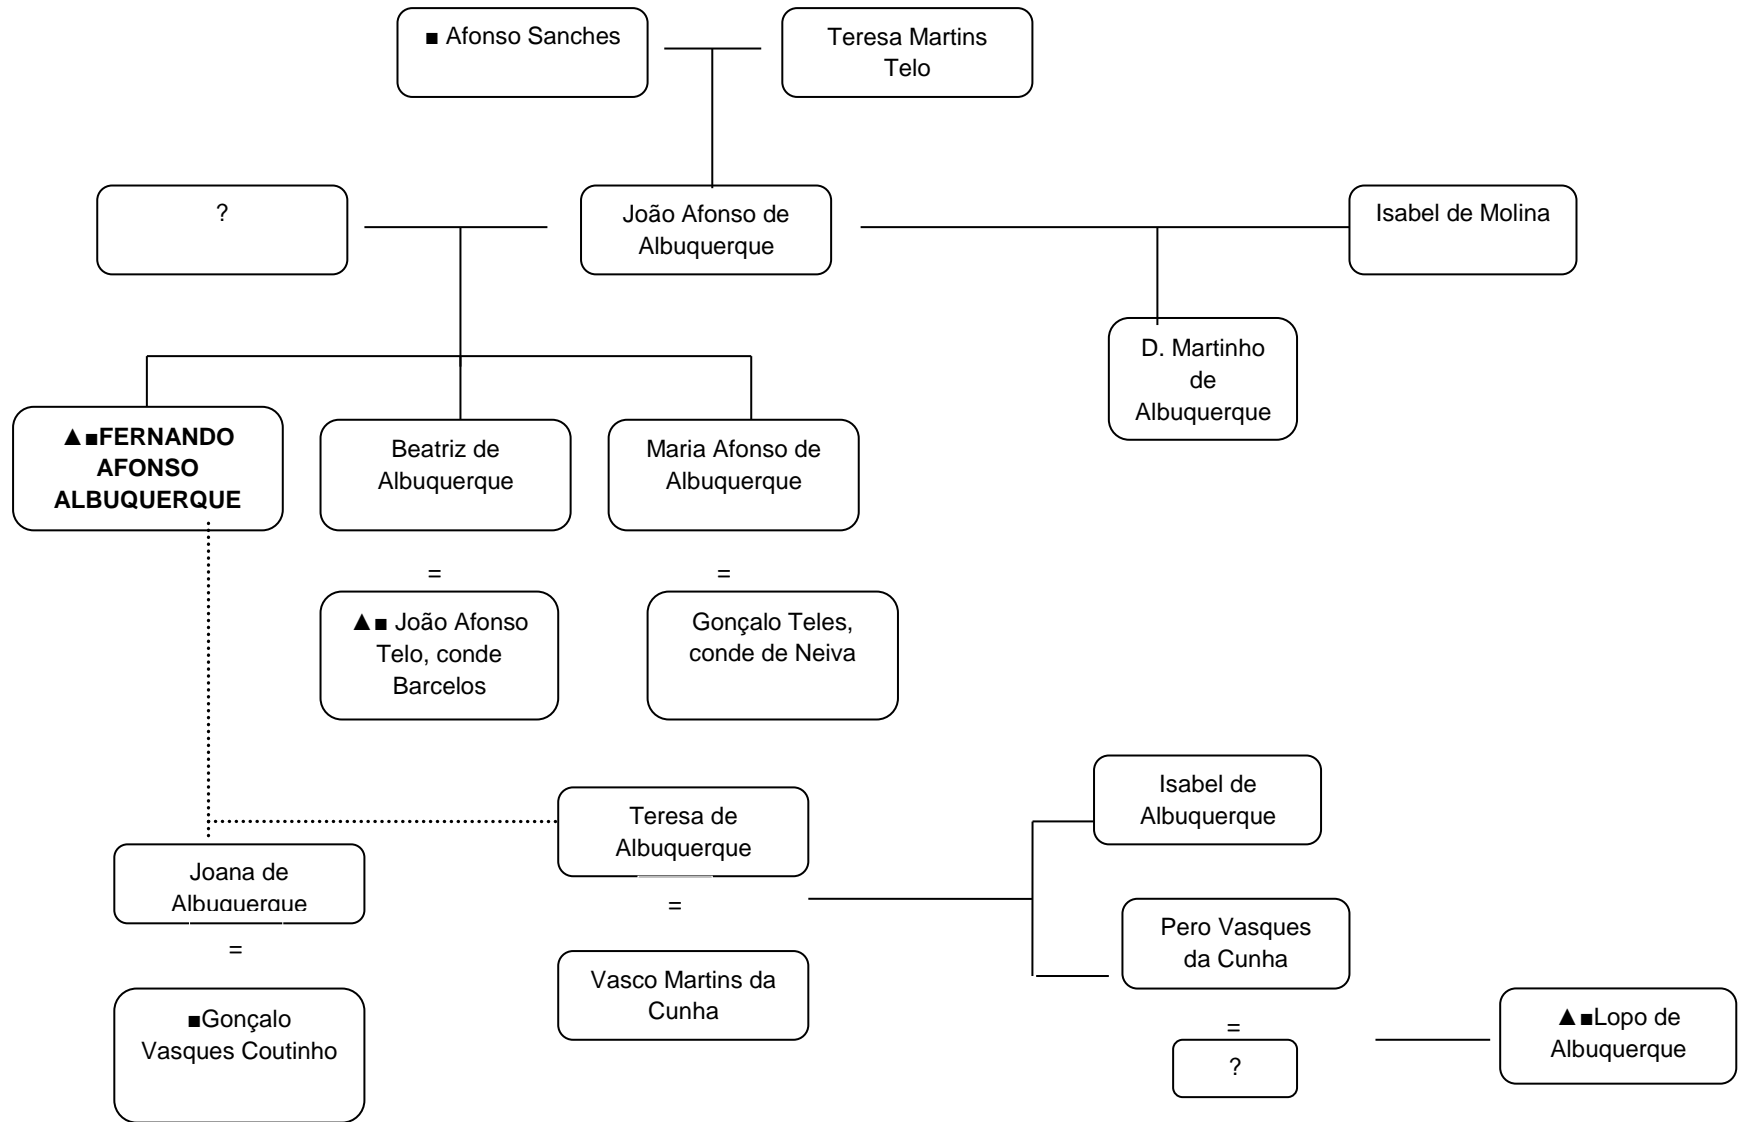 ■ Afonso Sanches
Teresa Martins
Telo
?
João Afonso de
Albuquerque
Isabel de Molina
D. Martinho
de
Albuquerque
▲■FERNANDO
AFONSO
ALBUQUERQUE
Beatriz de
Albuquerque
Maria Afonso de
Albuquerque
=
=
▲■ João Afonso
Telo, conde
Barcelos
Gonçalo Teles,
conde de Neiva
Isabel de
Albuquerque
Teresa de
Albuquerque
Joana de
Albuquerque
=
=
Pero Vasques
da Cunha
Vasco Martins da
Cunha
■Gonçalo
Vasques Coutinho
=
?
▲■Lopo de
Albuquerque